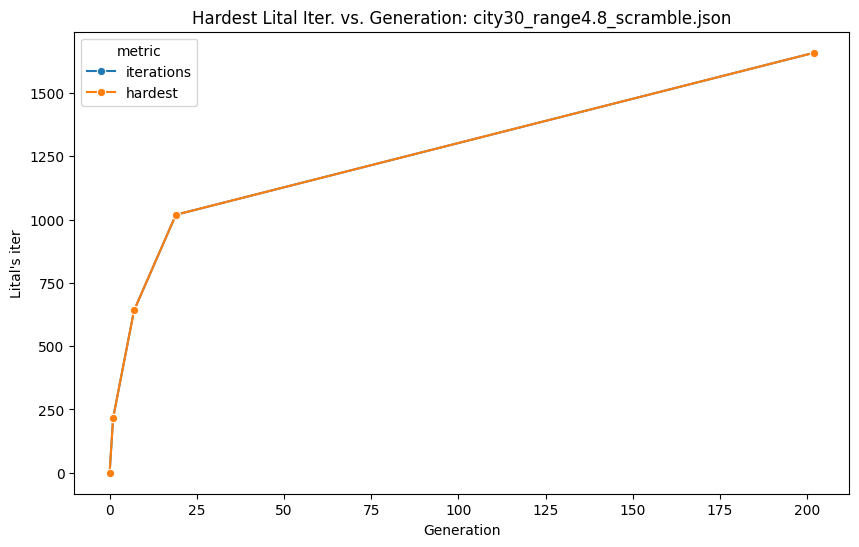 Hardest Lital Iter. vs. Generation: city30_range4.8_scramble.json
metric
iterations
hardest
1500
1250
1000
750
500
250
0
Lital's iter
0 25 50 75 100 125 150 175 200
Generation